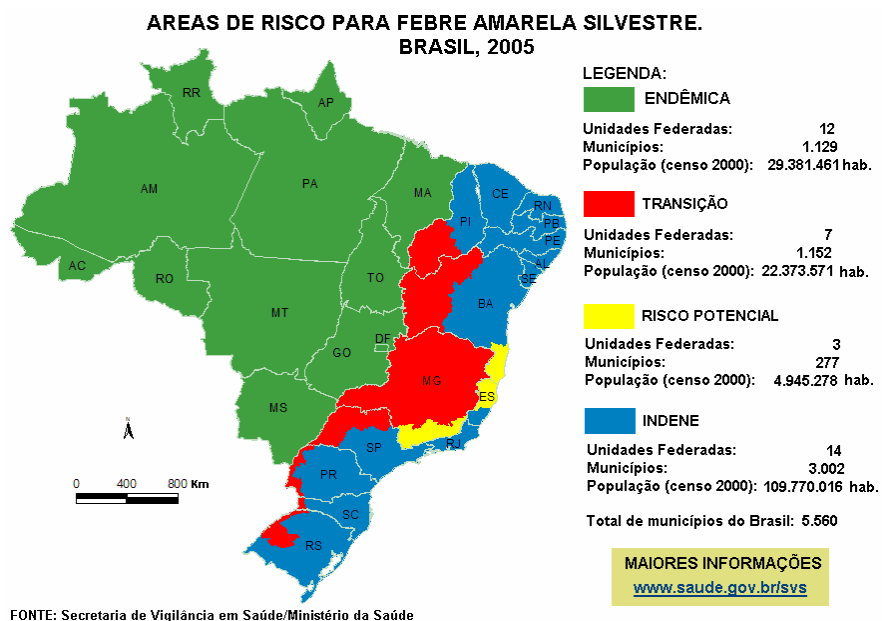 AREAS DE RISCO PARA FEBRE AMARELA SILVESTRE.
BRASIL, 2005
LEGENDA:
ENDÊMICA
Unidades Federadas: 12
Municípios: 1.129
População (censo 2000): 29.381.461 hab.
TRANSIÇÃO
Unidades Federadas: 7
Municípios: 1.152
População (censo 2000): 22.373.571 hab.
RISCO POTENCIAL
Unidades Federadas: 3
Municípios: 277
População (censo 2000): 4.945.278 hab.
INDENE
Unidades Federadas: 14
Municípios: 3.002
População (censo 2000): 109.770.016 hab.
Total de municípios do Brasil: 5.560
MAIORES INFORMAÇÕES
www.saude.gov.br/svs
RR
AP
AM
PA
MA
CE
RN
PI
PB
PE
AL
SE
AC
RO
TO
BA
MT
DF
GO
MG
ES
MS
SP
RJ
PR
SC
RS
N
0 400 800 Km
FONTE: Secretaria de Vigilância em Saúde/Ministério da Saúde